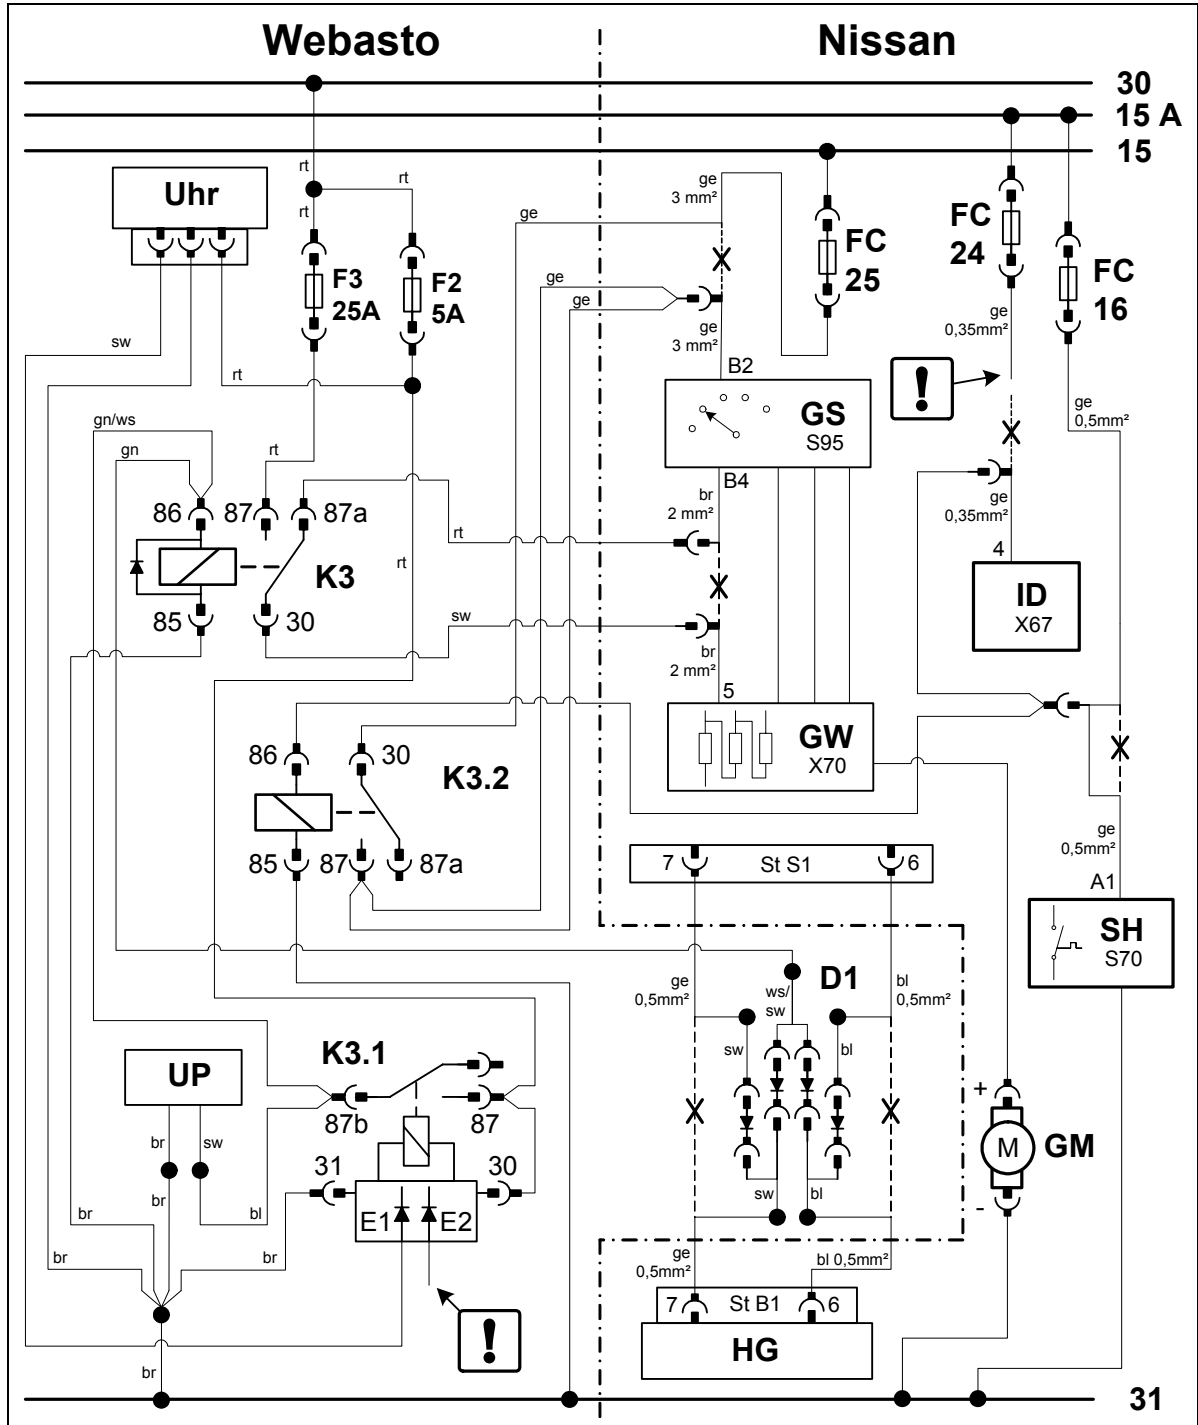 Webasto
Nissan
30
15 A
15
rt
rt
rt
Uhr
ge
3 mm²
ge
FC
25
FC
24
FC
16
F3
25A
F2
5A
ge
ge
ge
3 mm²
ge
0,35mm²
sw
rt
B2
GS
S95
!
ge
0,5mm²
gn/ws
gn
rt
B4
br
2 mm²
ge
0,35mm²
86
87
87a
rt
rt
K3
4
ID
X67
85
30
sw
br
2 mm²
5
GW
X70
86
30
K3.2
85
87
87a
7
St S1
6
ge
0,5mm²
A1
SH
S70
D1
ge
0,5mm²
ws/
sw
bl
0,5mm²
sw
bl
K3.1
UP
87b
87
br
sw
+
M
GM
-
31
30
br
br
bl
E1
E2
sw
bl
br
br
ge
0,5mm²
bl 0,5mm²
7
St B1
6
!
HG
br
31